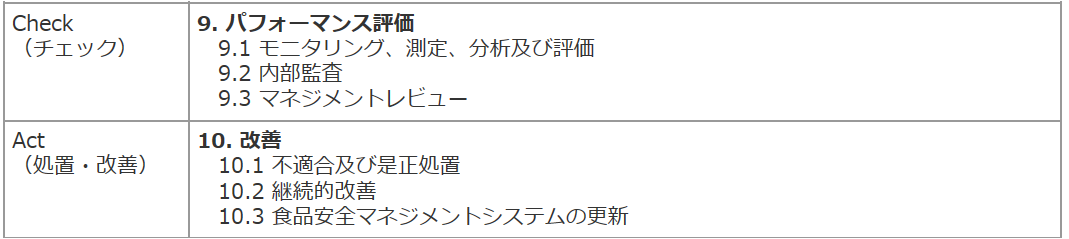 Check
（チェック）
9. パフォーマンス評価
9.1 モニタリング、測定、分析及び評価
9.2 内部監査
9.3 マネジメントレビュー
Act
（処置・改善）
10. 改善
10.1 不適合及び是正処置
10.2 継続的改善
10.3 食品安全マネジメントシステムの更新